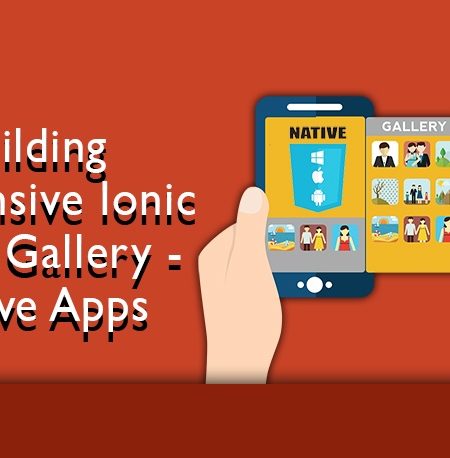 ilding
nsive Ionic
Gallery -
ve Apps
NATIVE
GALLERY